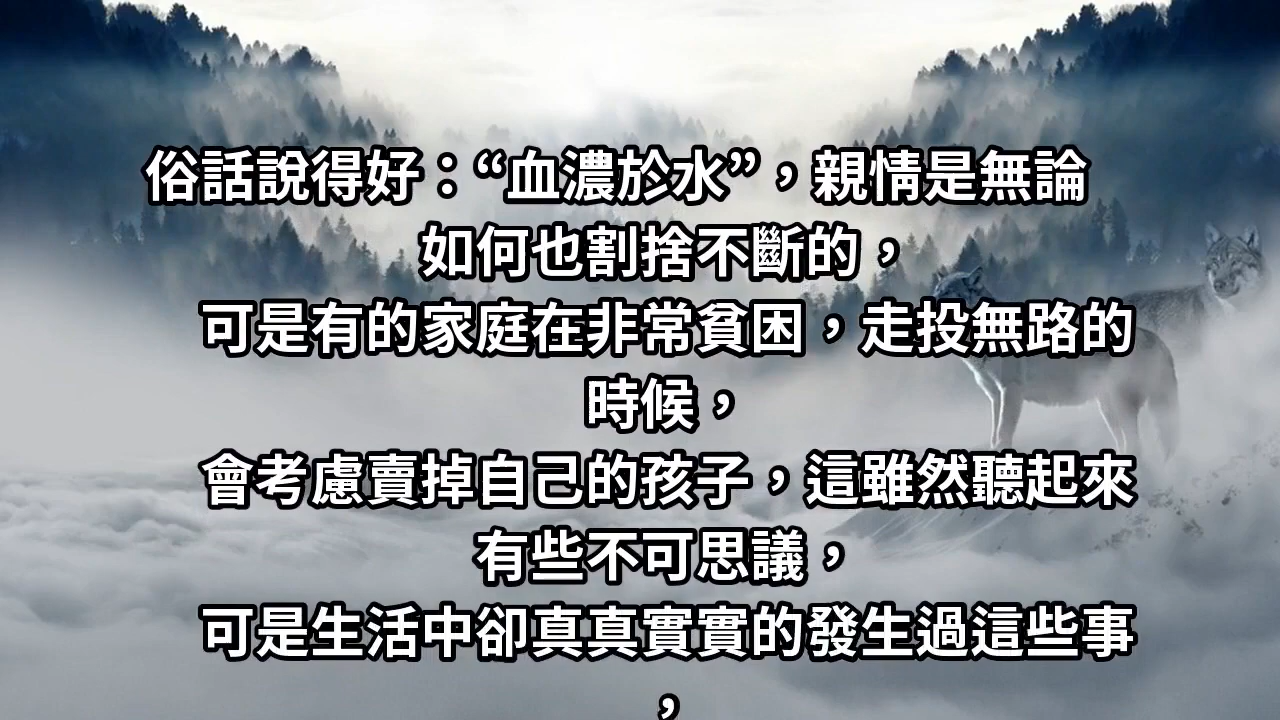 俗話說得好：“血濃於水”，親情是無論
如何也割捨不斷的，
可是有的家庭在非常貧困，走投無路的
時候，
會考慮賣掉自己的孩子，這雖然聽起來
有些不可思議，
可是生活中卻真真實實的發生過這些事
，